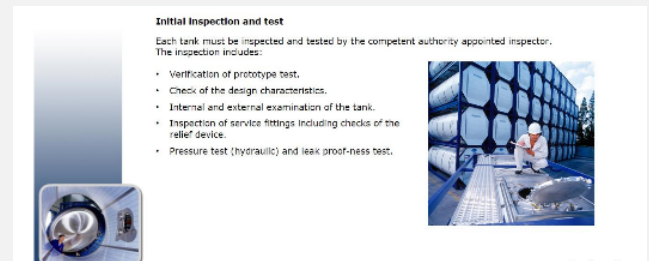 Initial inspection and test
Each tank must be inspected and tested by the competent authority appointed inspector.
The inspection includes:
• Verification of prototype test.
• Check of the design characteristics.
• Internal and external examination of the tank.
• Inspection of service fittings including checks of the
relief device.
• Pressure test (hydraulic) and leak proof-ness test.